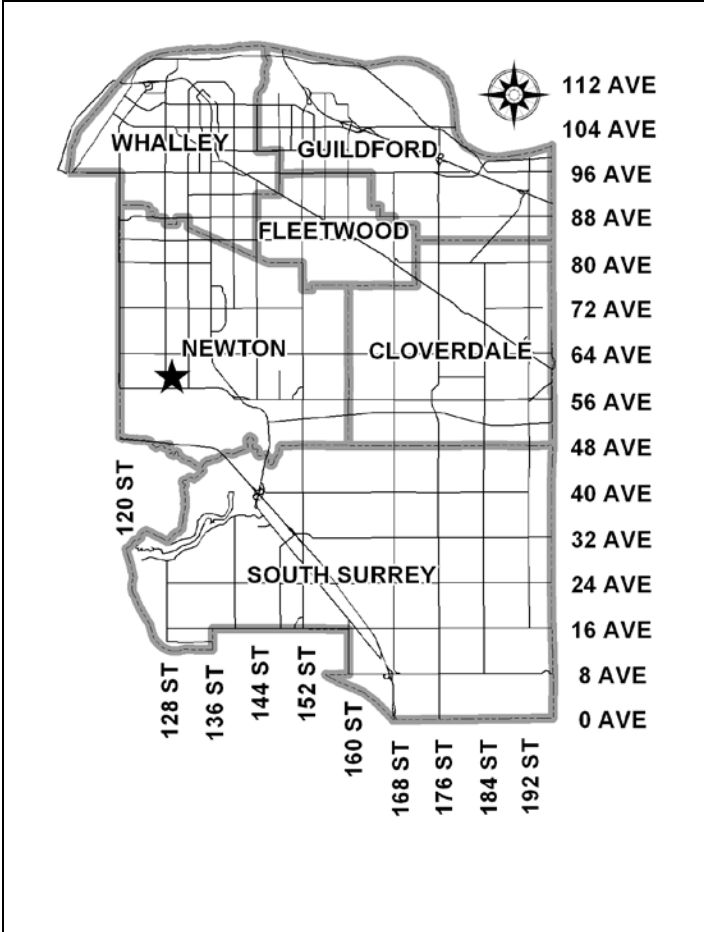 112 AVE
104 AVE
WHALLEY
GUILDFORD
96 AVE
88 AVE
FLEETWOOD
80 AVE
72 AVE
NEWTON
CLOVERDALE
64 AVE
56 AVE
48 AVE
120 ST
40 AVE
32 AVE
SOUTH SURREY
24 AVE
16 AVE
8 AVE
0 AVE
128 ST
136 ST
144 ST
152 ST
160 ST
168 ST
176 ST
184 ST
192 ST